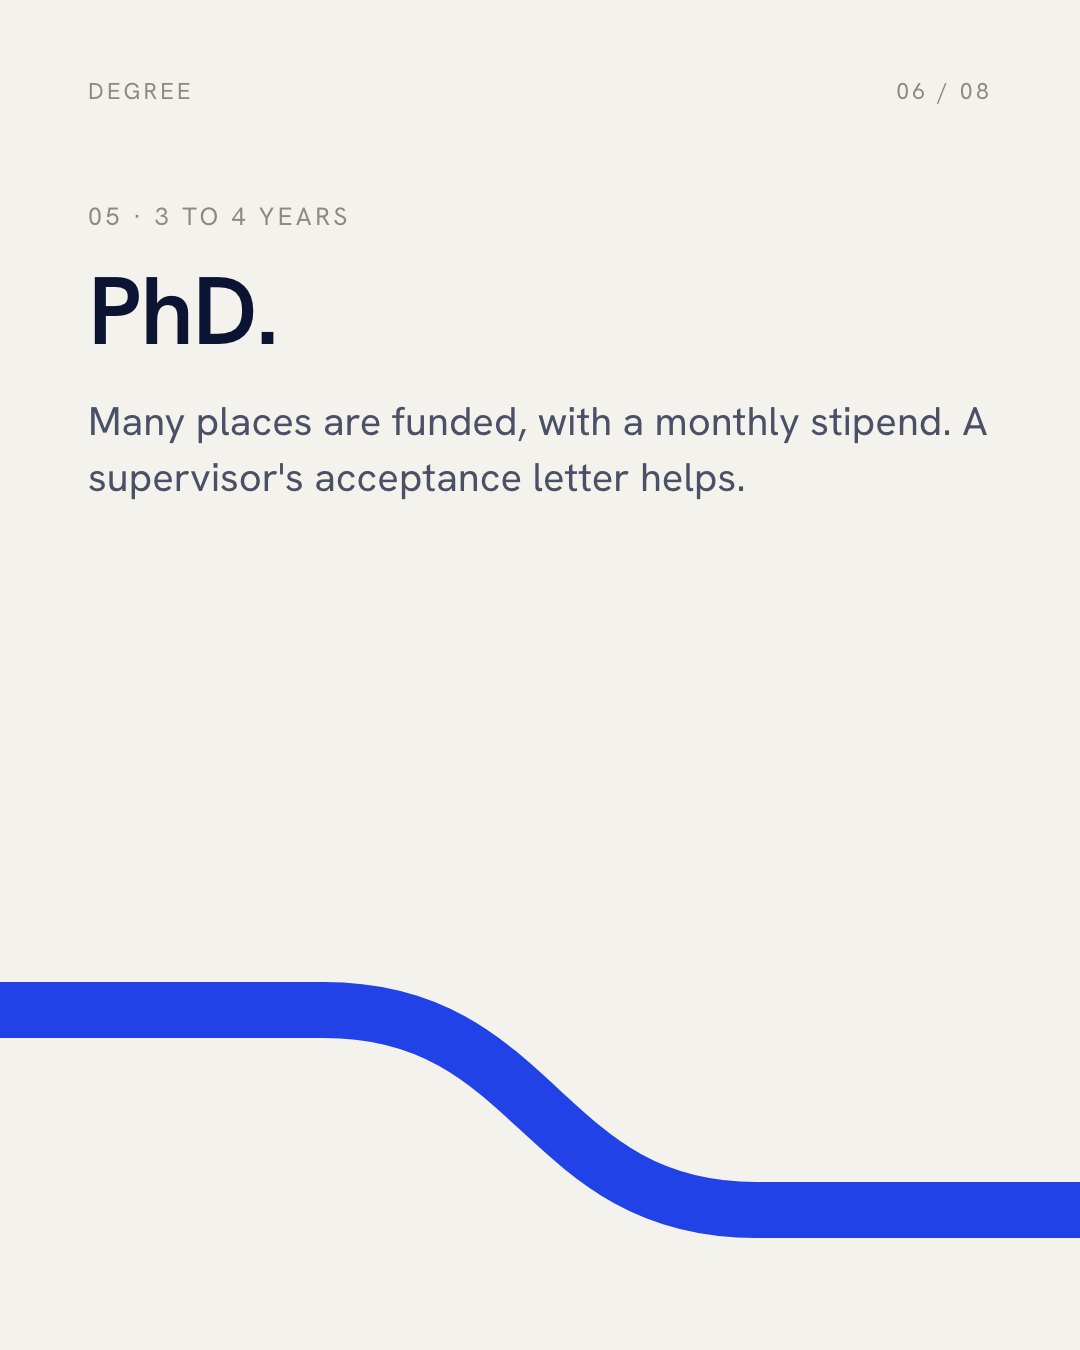 DEGREE
06 / 08
05 · 3 TO 4 YEARS
PhD.
Many places are funded, with a monthly stipend. A
supervisor's acceptance letter helps.